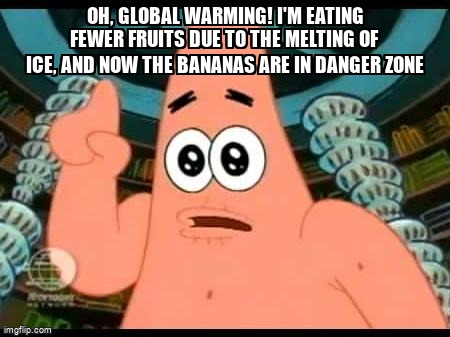 OH, GLOBAL WARMING! I'M EATING
FEWER FRUITS DUE TO THE MELTING OF
ICE, AND NOW THE BANANAS ARE IN DANGER ZONE
NETWORK
imgflip.com